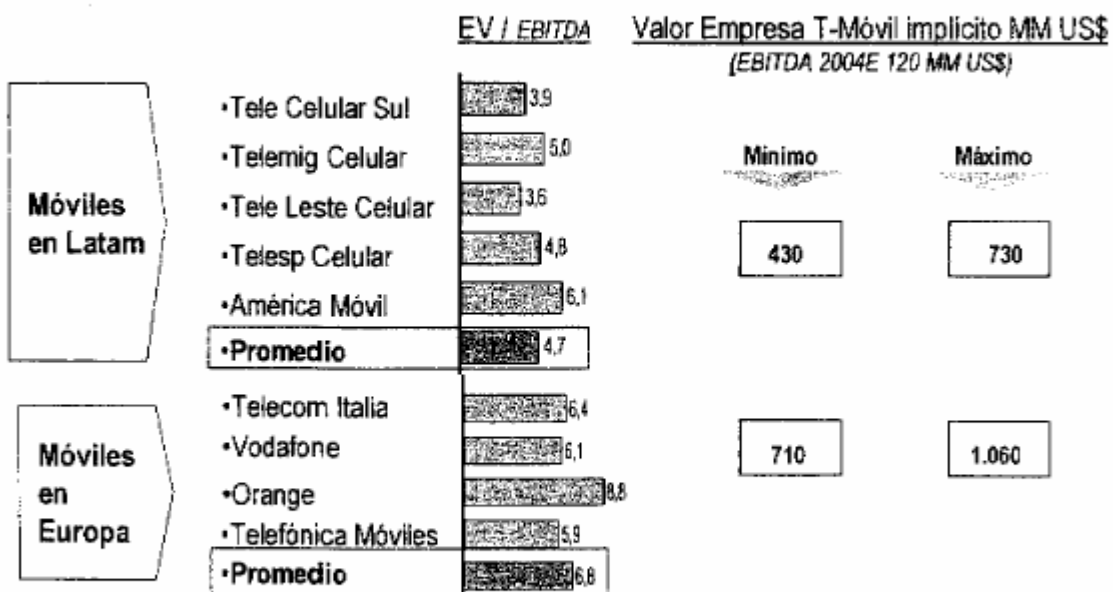 EV / EBITDA
Valor Empresa T-Móvil implícito MM US$
(EBITDA 2004E 120 MM US$)
Móviles
en Latam
•Tele Celular Sul 3,9
•Telemig Celular 5,0
•Tele Leste Celular 3,6
•Telesp Celular 4,8
•América Móvil 6,1
•Promedio 4,7
Mínimo Máximo
430 730
Móviles
en
Europa
•Telecom Italia 6,4
•Vodafone 6,1
•Orange 8,8
•Telefónica Móviles 5,9
•Promedio 6,8
710 1.060